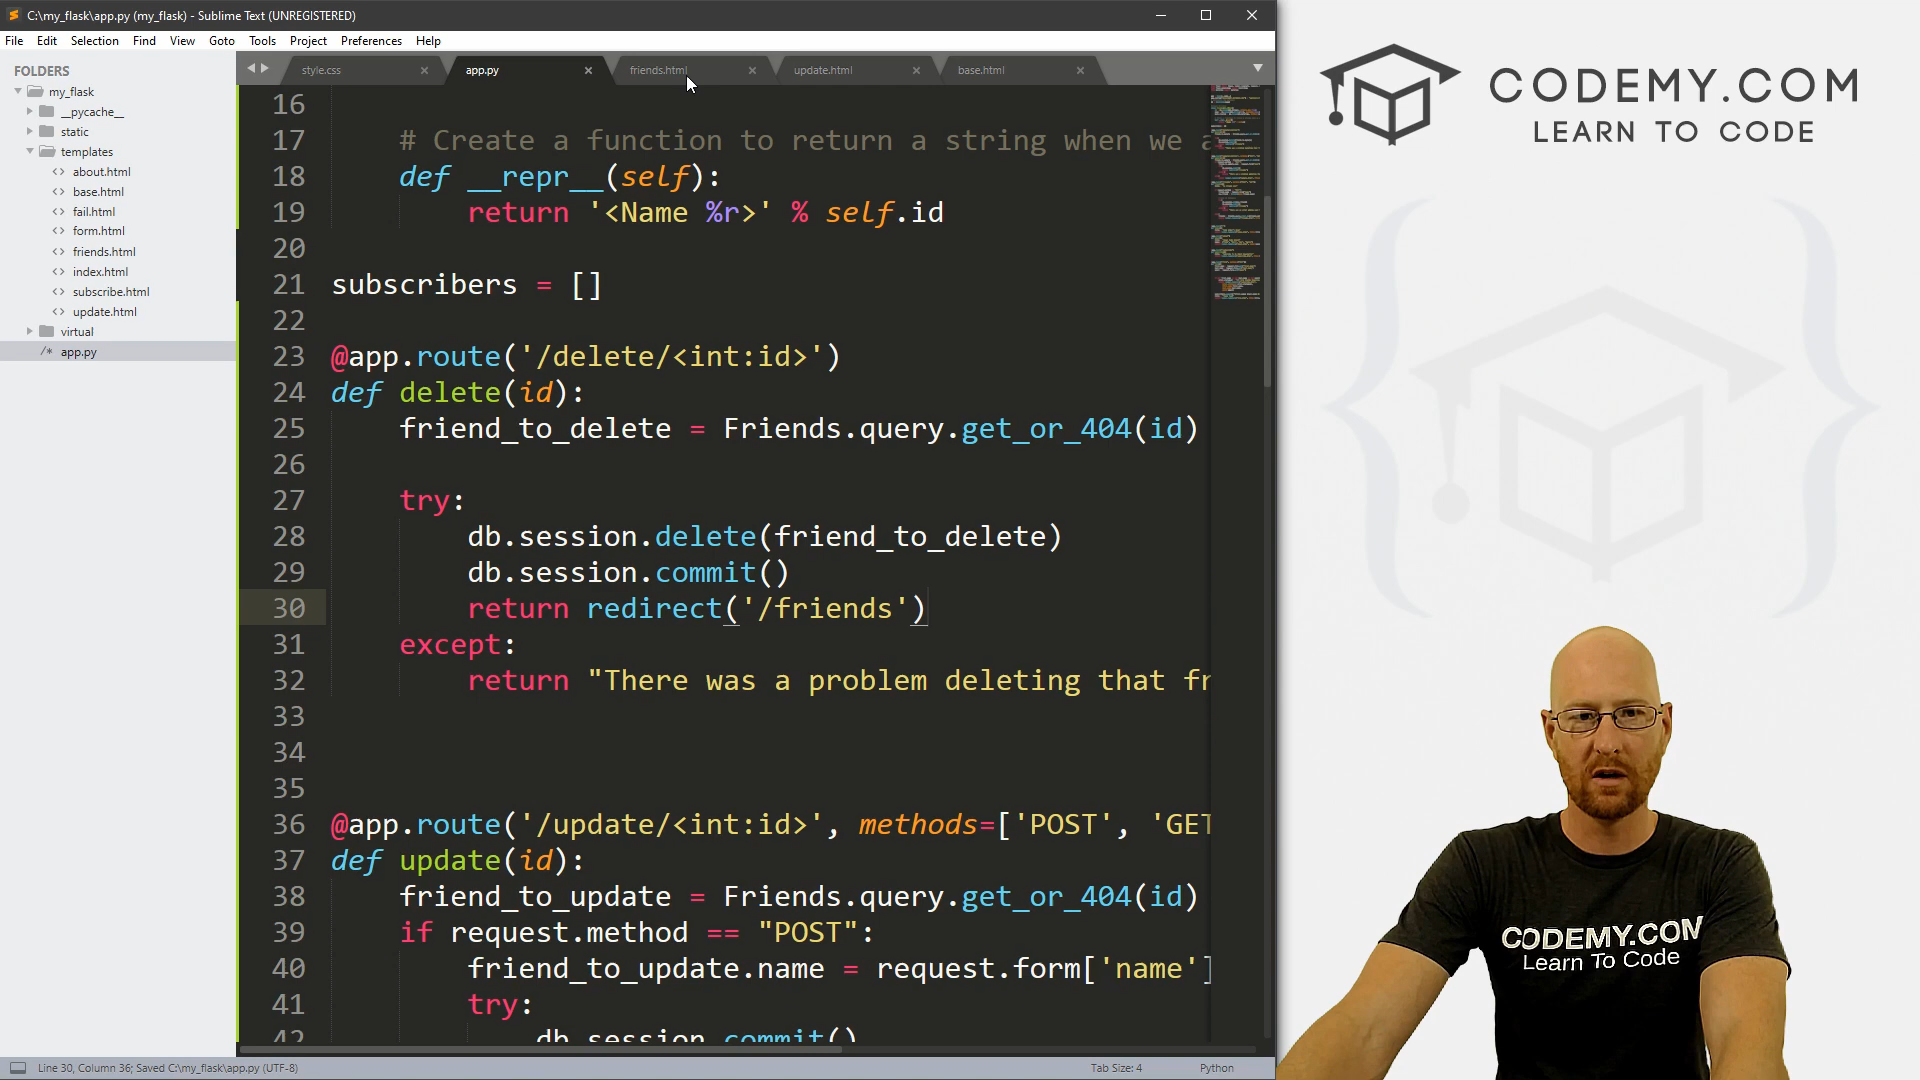 C:\my_flask\app.py (my_flask) - Sublime Text (UNREGISTERED)
File Edit Selection Find View Goto Tools Project Preferences Help
FOLDERS
my_flask
__pycache__
static
templates
about.html
base.html
fail.html
form.html
friends.html
index.html
subscribe.html
update.html
virtual
app.py
style.css app.py friends.html update.html base.html
16
17 # Create a function to return a string when we a
18 def __repr__(self):
19 return '<Name %r>' % self.id
20
21 subscribers = []
22
23 @app.route('/delete/<int:id>')
24 def delete(id):
25 friend_to_delete = Friends.query.get_or_404(id)
26
27 try:
28 db.session.delete(friend_to_delete)
29 db.session.commit()
30 return redirect('/friends')
31 except:
32 return "There was a problem deleting that fr
33
34
35
36 @app.route('/update/<int:id>', methods=['POST', 'GET
37 def update(id):
38 friend_to_update = Friends.query.get_or_404(id)
39 if request.method == "POST":
40 friend_to_update.name = request.form['name']
41 try:
42 db.session.commit()
Line 30, Column 36; Saved C:\my_flask\app.py (UTF-8)
Tab Size: 4
Python
CODEMY.COM
LEARN TO CODE
CODEMY.COM
Learn To Code